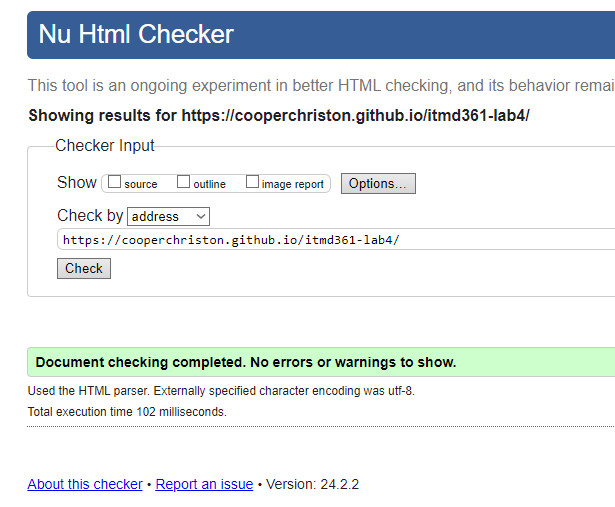 Nu Html Checker
This tool is an ongoing experiment in better HTML checking, and its behavior remai
Showing results for https://cooperchriston.github.io/itmd361-lab4/
Checker Input
Show source outline image report Options...
Check by address
https://cooperchriston.github.io/itmd361-lab4/
Check
Document checking completed. No errors or warnings to show.
Used the HTML parser. Externally specified character encoding was utf-8.
Total execution time 102 milliseconds.
About this checker • Report an issue • Version: 24.2.2